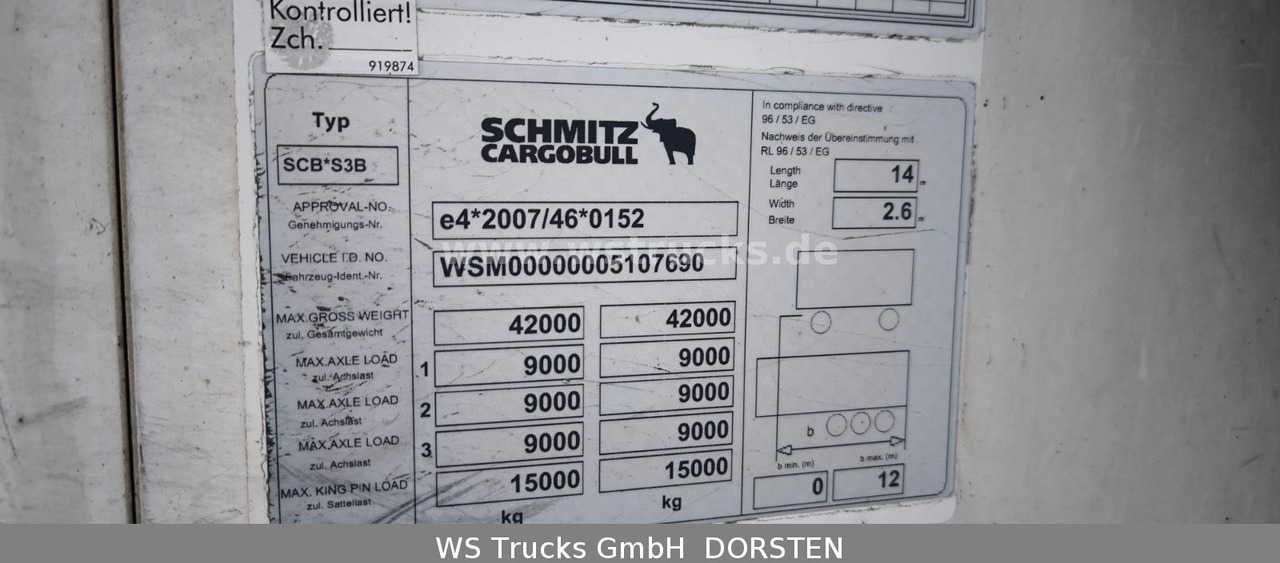 Kontrolliert!
Zch.
919874
Typ
SCB*S3B
SCHMITZ
CARGOBULL
In compliance with directive
96 / 53 / EG
Nachweis der Übereinstimmung mit
RL 96 / 53 / EG
Length
Länge
14 m
Width
Breite
2.6 m
APPROVAL-NO.
Genehmigungs-Nr.
e4*2007/46*0152
www.wstrucks.de
VEHICLE I.B. NO.
Fahrzeug-Ident.-Nr.
WSM00000005107690
MAX.GROSS WEIGHT
zul. Gesamtgewicht
42000 42000
MAX.AXLE LOAD
zul. Achslast
1 9000 9000
MAX.AXLE LOAD
zul. Achslast
2 9000 9000
MAX.AXLE LOAD
zul. Achslast
3 9000 9000
MAX. KING PIN LOAD
zul. Sattellast
15000 15000
kg kg
b
b min. (m) b max. (m)
0 12
WS Trucks GmbH DORSTEN